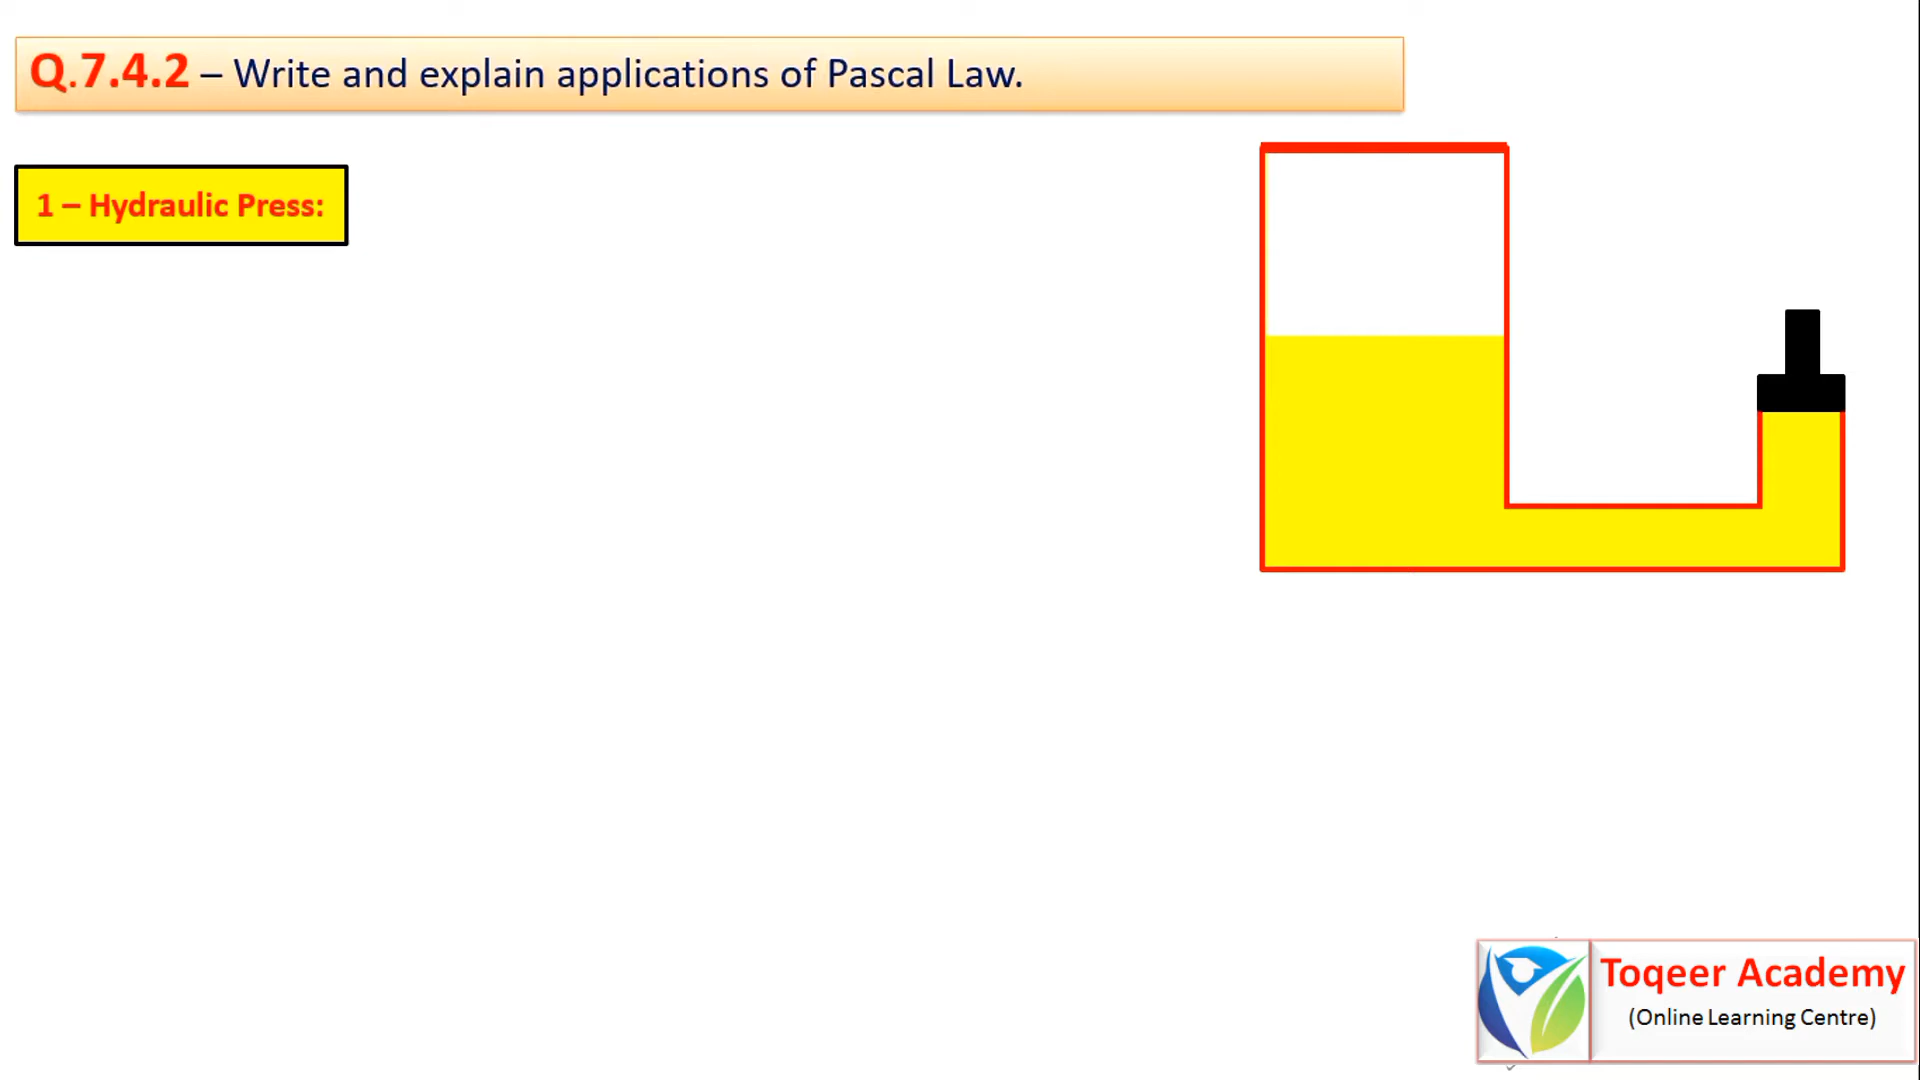 Q.7.4.2 – Write and explain applications of Pascal Law.
1 – Hydraulic Press:
Toqeer Academy
(Online Learning Centre)